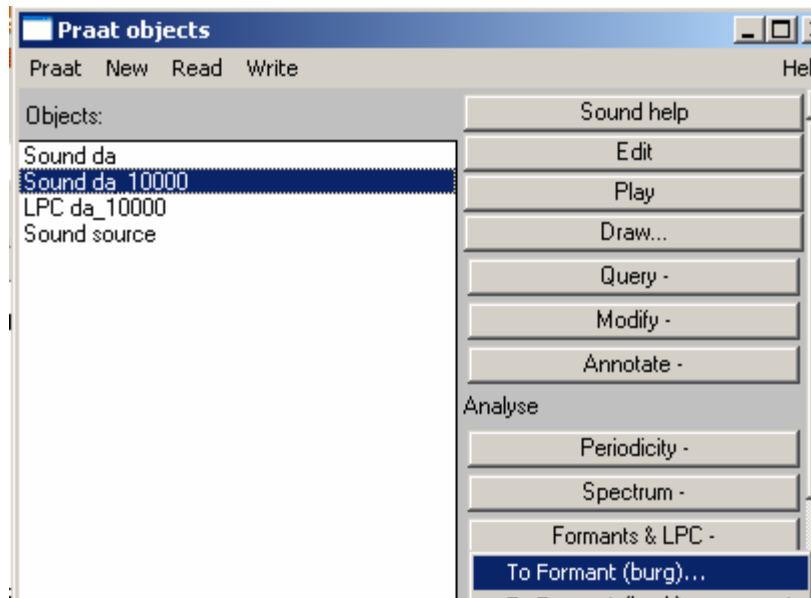 Praat objects
Praat New Read Write Hel
Objects:
Sound da
Sound da_10000
LPC da_10000
Sound source
Sound help
Edit
Play
Draw...
Query -
Modify -
Annotate -
Analyse
Periodicity -
Spectrum -
Formants & LPC -
To Formant (burg)...